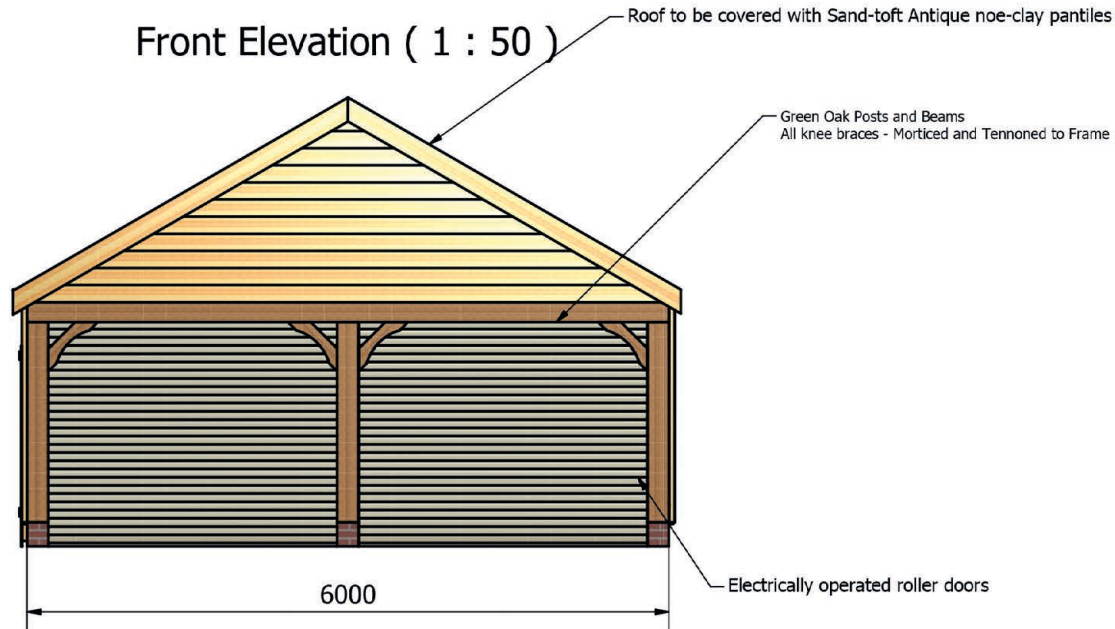 Roof to be covered with Sand-toft Antique noe-clay pantiles
Front Elevation ( 1 : 50 )
Green Oak Posts and Beams
All knee braces - Morticed and Tennoned to Frame
Electrically operated roller doors
6000